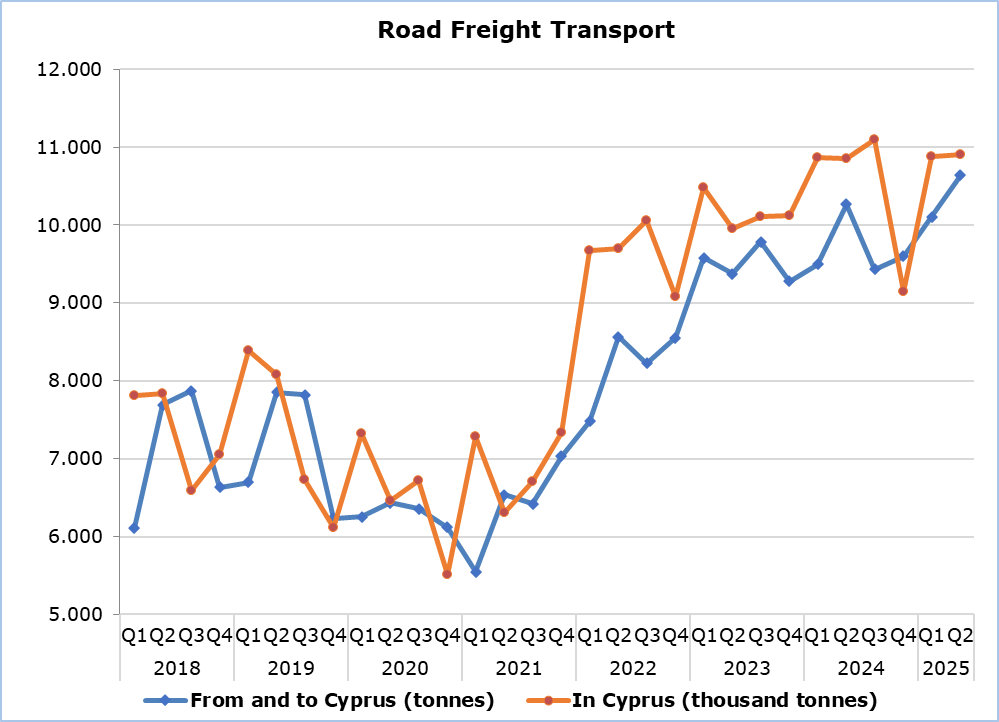 Road Freight Transport
12.000
11.000
10.000
9.000
8.000
7.000
6.000
5.000
Q1 Q2 Q3 Q4 Q1 Q2 Q3 Q4 Q1 Q2 Q3 Q4 Q1 Q2 Q3 Q4 Q1 Q2 Q3 Q4 Q1 Q2 Q3 Q4 Q1 Q2 Q3 Q4 Q1 Q2
2018 2019 2020 2021 2022 2023 2024 2025
From and to Cyprus (tonnes) In Cyprus (thousand tonnes)